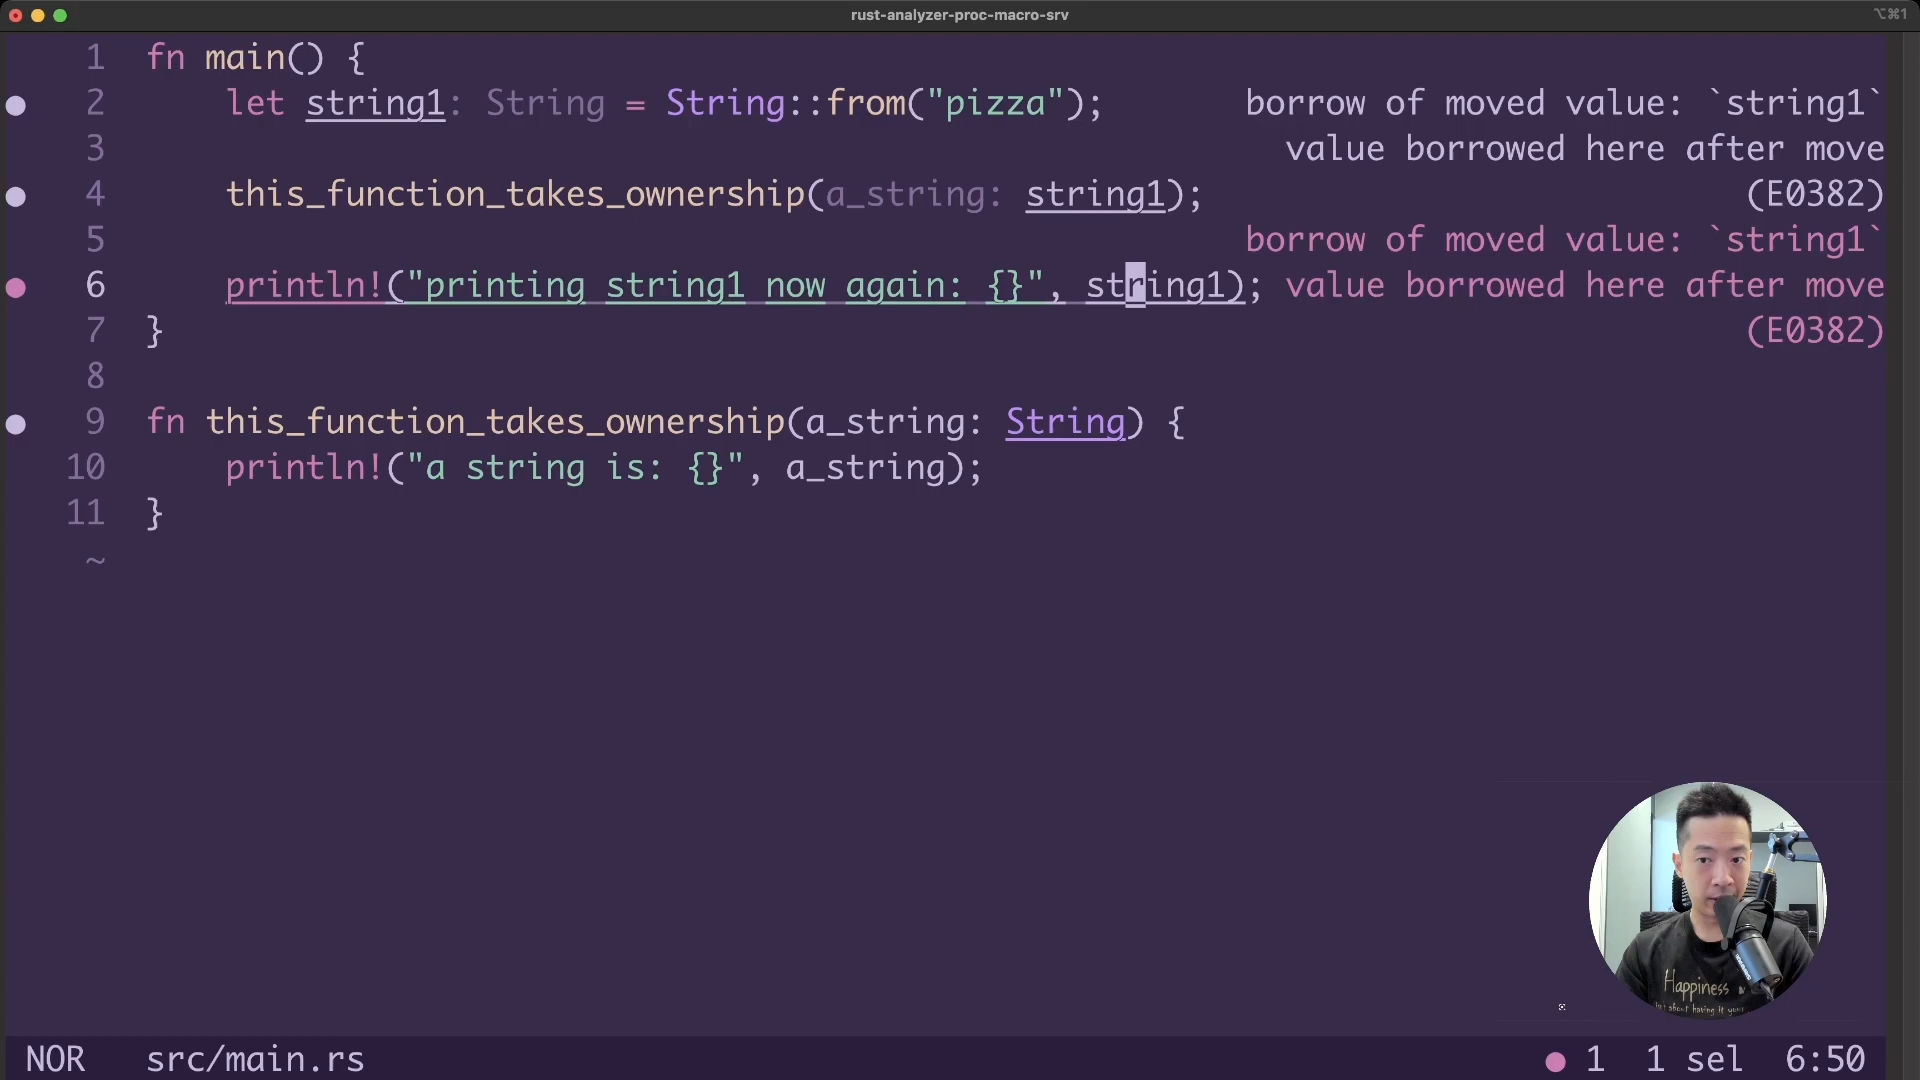 rust-analyzer-proc-macro-srv ⌥⌘1
1 fn main() {
2 let string1: String = String::from("pizza"); borrow of moved value: `string1`
3 value borrowed here after move
4 this_function_takes_ownership(a_string: string1); (E0382)
5 borrow of moved value: `string1`
6 println!("printing string1 now again: {}", string1); value borrowed here after move
7 } (E0382)
8
9 fn this_function_takes_ownership(a_string: String) {
10 println!("a string is: {}", a_string);
11 }
~
Happiness
NOR src/main.rs 1 1 sel 6:50